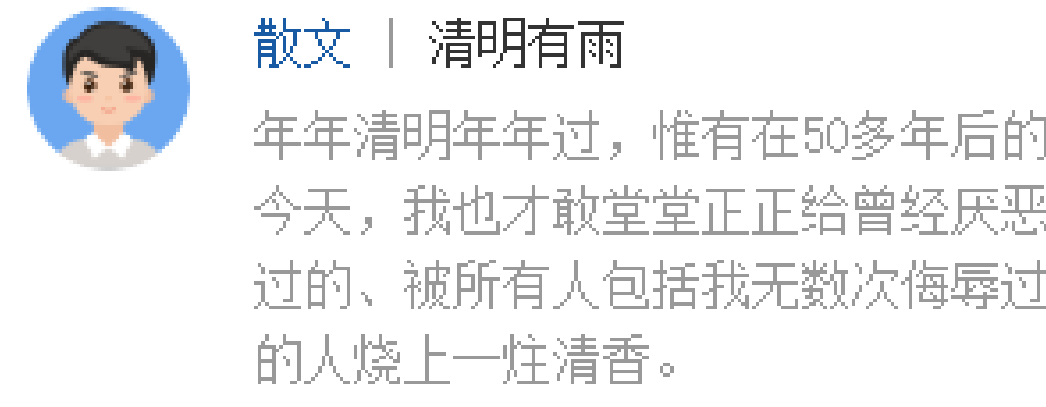 散文 | 清明有雨
年年清明年年过，惟有在50多年后的
今天，我也才敢堂堂正正给曾经厌恶
过的、被所有人包括我无数次侮辱过
的人烧上一炷清香。